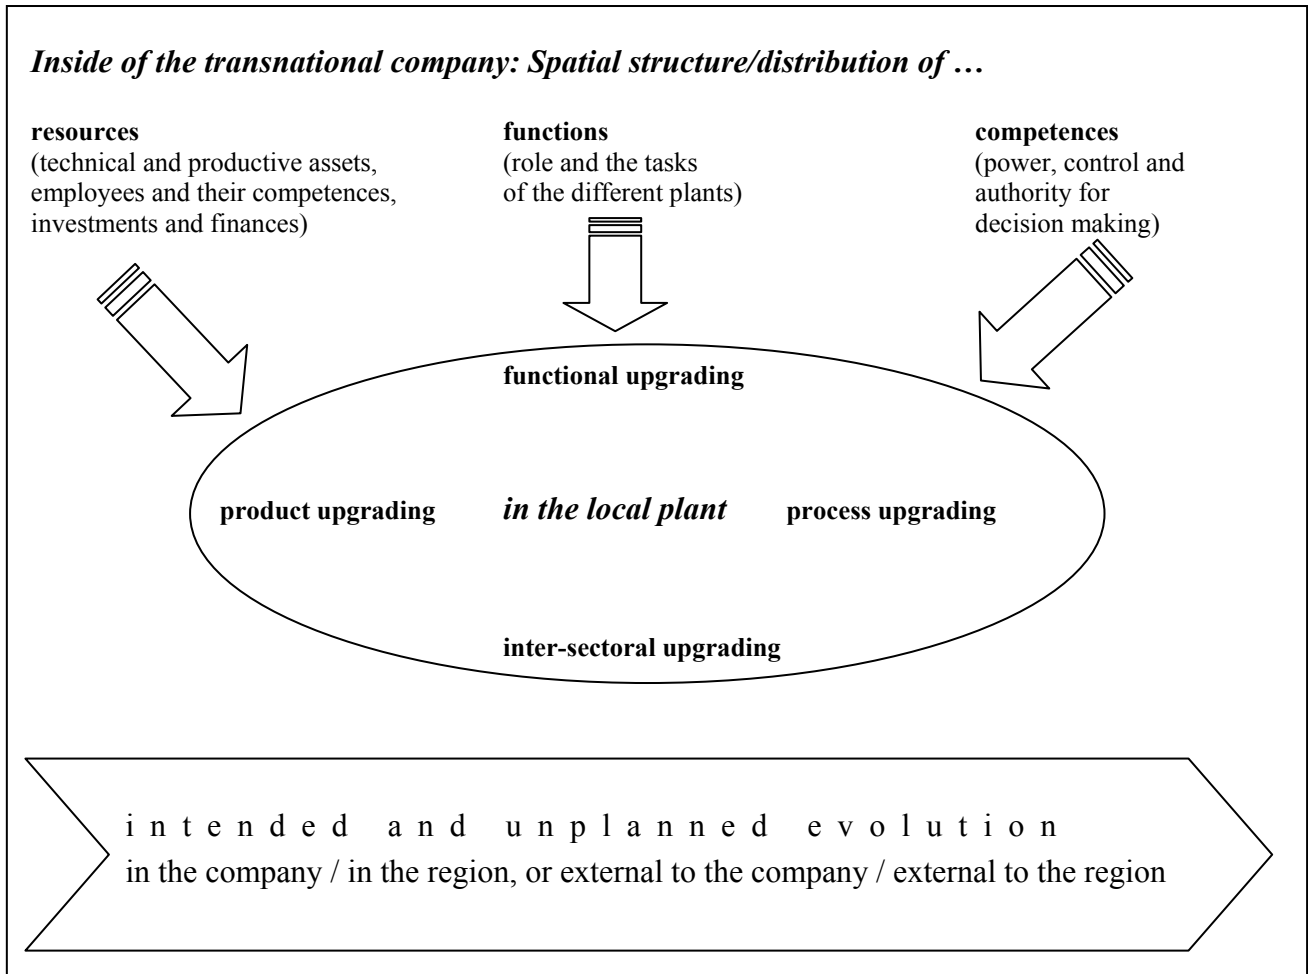 Inside of the transnational company: Spatial structure/distribution of …
resources
(technical and productive assets,
employees and their competences,
investments and finances)
functions
(role and the tasks
of the different plants)
competences
(power, control and
authority for
decision making)
functional upgrading
product upgrading
in the local plant
process upgrading
inter-sectoral upgrading
intended and unplanned evolution
in the company / in the region, or external to the company / external to the region